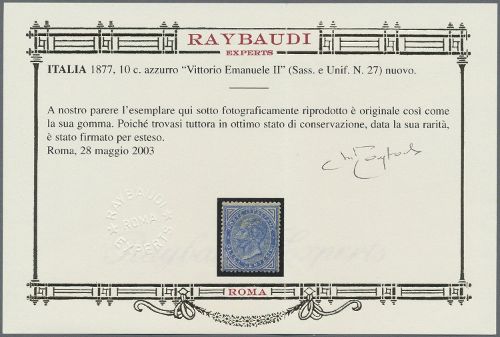 RAYBAUDI
EXPERTS
ITALIA 1877, 10 c. azzurro “Vittorio Emanuele II” (Sass. e Unif. N. 27) nuovo.
A nostro parere l'esemplare qui sotto fotograficamente riprodotto è originale così come
la sua gomma. Poiché trovasi tuttora in ottimo stato di conservazione, data la sua rarità,
è stato firmato per esteso.
Roma, 28 maggio 2003
RAYBAUDI
ROMA
EXPERTS
Raybaudi Experts
ROMA